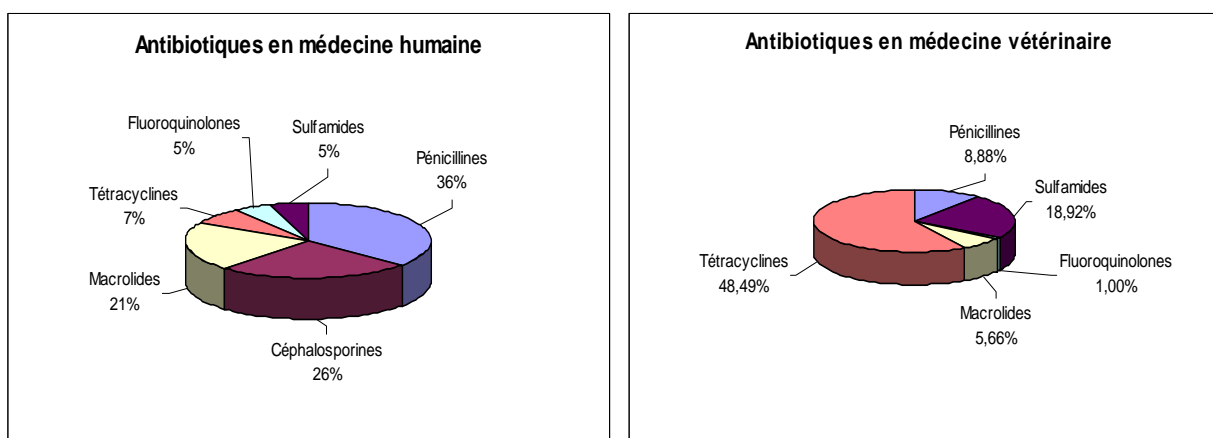 Antibiotiques en médecine humaine
Fluoroquinolones
5%
Sulfamides
5%
Pénicillines
36%
Tétracyclines
7%
Macrolides
21%
Céphalosporines
26%
Antibiotiques en médecine vétérinaire
Pénicillines
8,88%
Sulfamides
18,92%
Tétracyclines
48,49%
Fluoroquinolones
1,00%
Macrolides
5,66%